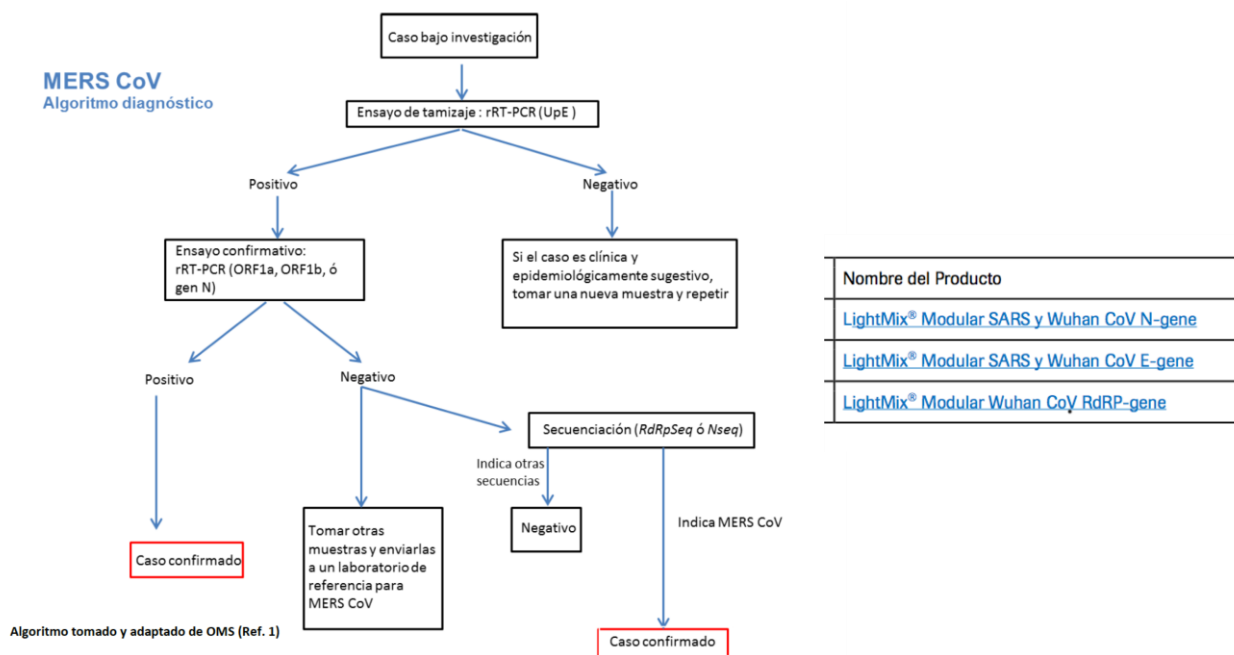 Caso bajo investigación
MERS CoV
Algoritmo diagnóstico
Ensayo de tamizaje : rRT-PCR (UpE )
Positivo
Negativo
Ensayo confirmativo:
rRT-PCR (ORF1a, ORF1b, ó
gen N)
Si el caso es clínica y
epidemiológicamente sugestivo,
tomar una nueva muestra y repetir
Nombre del Producto
LightMix® Modular SARS y Wuhan CoV N-gene
LightMix® Modular SARS y Wuhan CoV E-gene
LightMix® Modular Wuhan CoV RdRP-gene
Positivo
Negativo
Secuenciación (RdRpSeq ó Nseq)
Indica otras
secuencias
Indica MERS CoV
Negativo
Tomar otras
muestras y enviarlas
a un laboratorio de
referencia para
MERS CoV
Caso confirmado
Caso confirmado
Algoritmo tomado y adaptado de OMS (Ref. 1)